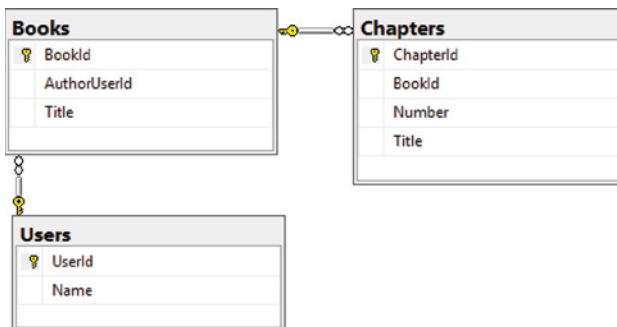 Books
BookId
AuthorUserId
Title
Chapters
ChapterId
BookId
Number
Title
Users
UserId
Name